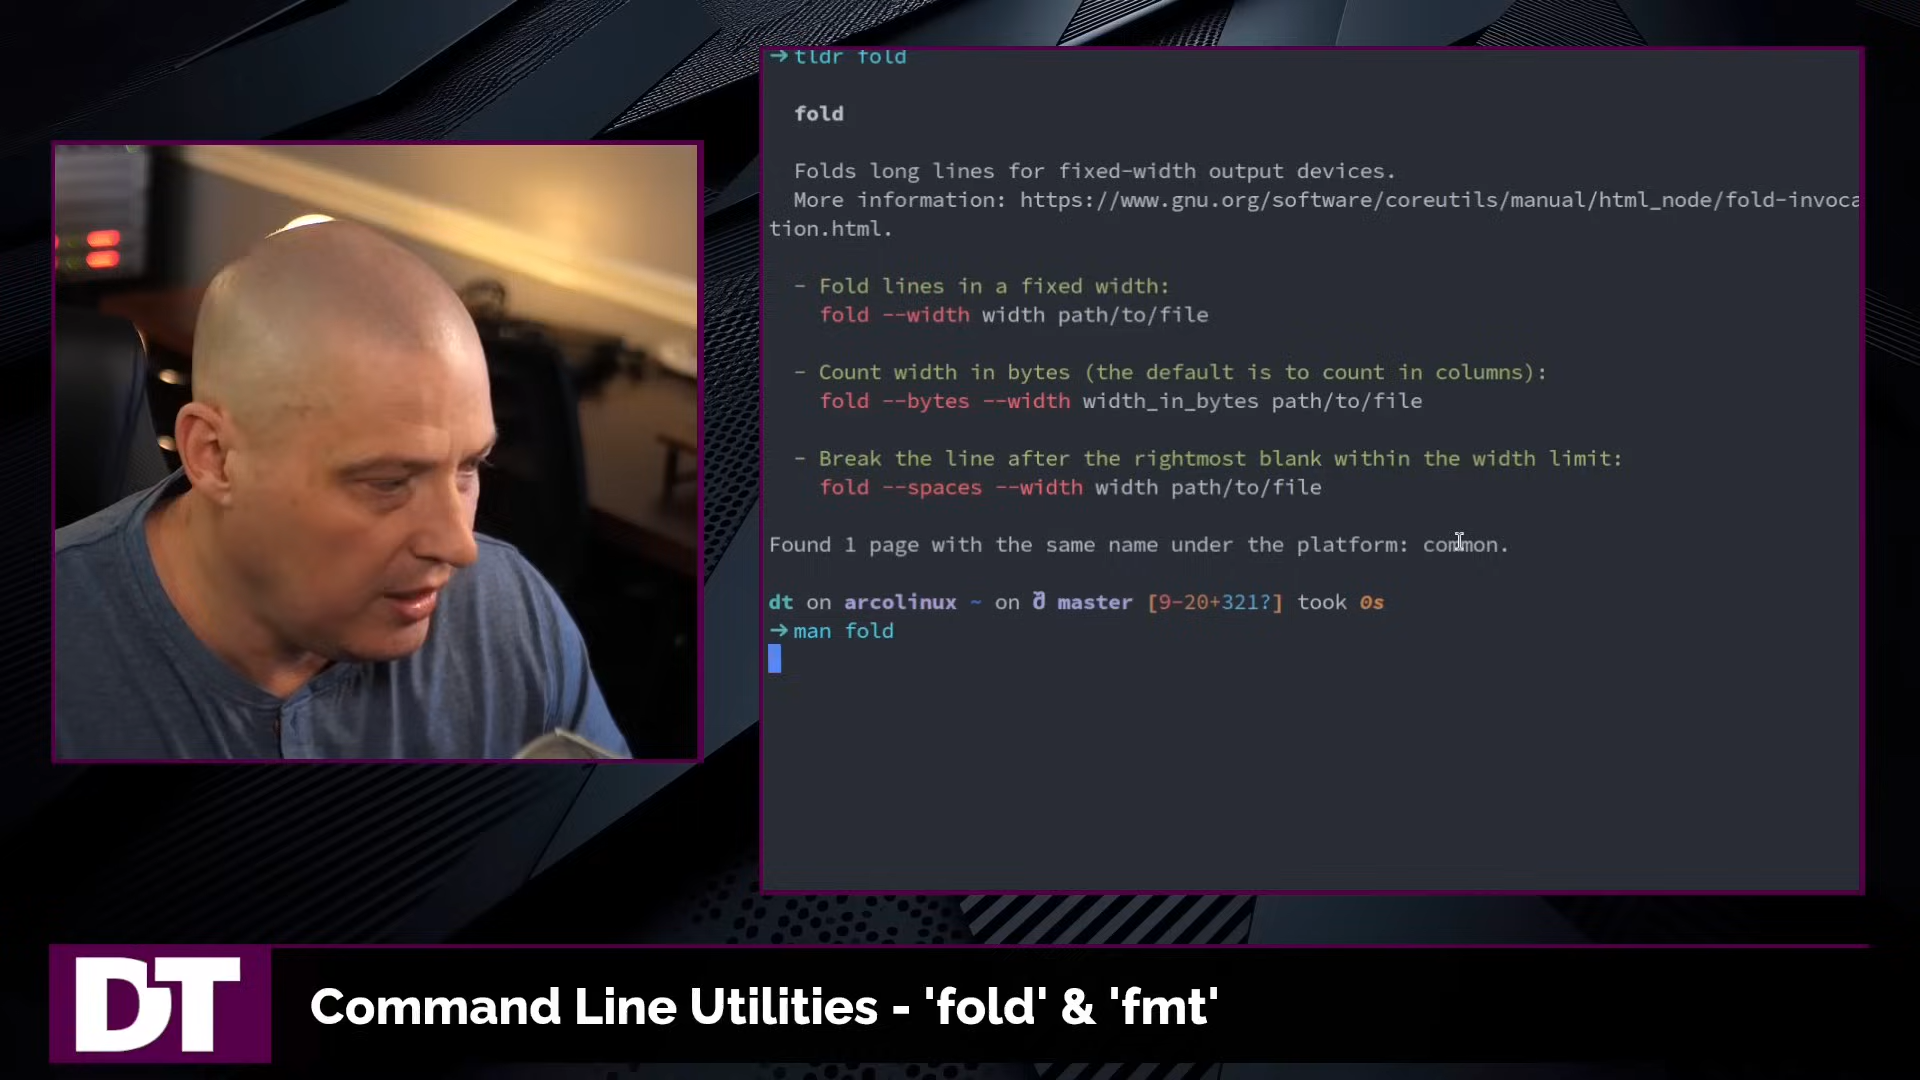 → tldr fold
fold
Folds long lines for fixed-width output devices.
More information: https://www.gnu.org/software/coreutils/manual/html_node/fold-invoca
tion.html.
- Fold lines in a fixed width:
fold --width width path/to/file
- Count width in bytes (the default is to count in columns):
fold --bytes --width width_in_bytes path/to/file
- Break the line after the rightmost blank within the width limit:
fold --spaces --width width path/to/file
Found 1 page with the same name under the platform: common.
dt on arcolinux ~ on ð master [9-20+321?] took 0s
→ man fold
DT
Command Line Utilities - 'fold' & 'fmt'